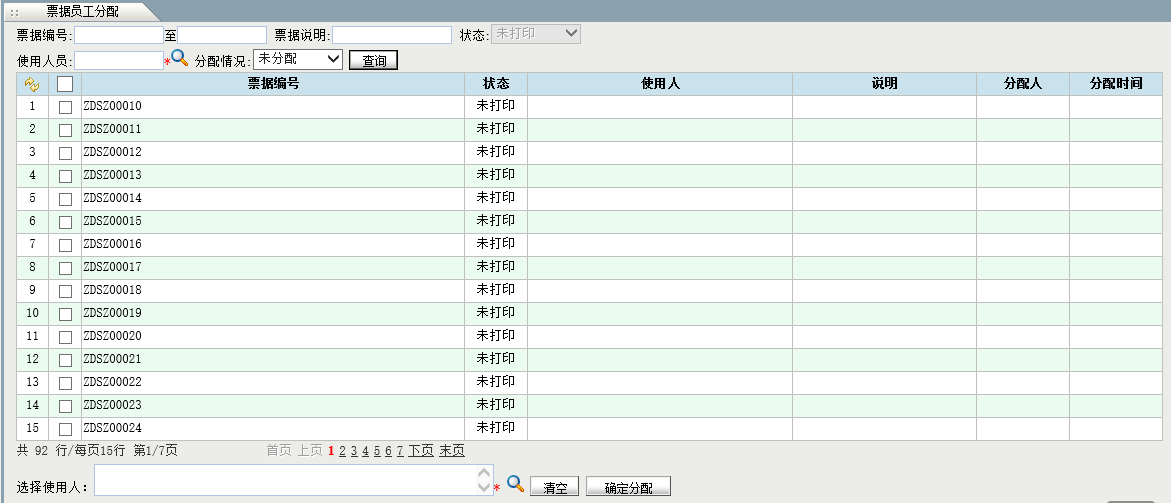 票据员工分配
票据编号: 至 票据说明: 状态: 未打印
使用人员: * 分配情况: 未分配 查询
票据编号 状态 使用人 说明 分配人 分配时间
1 ZDSZ00010 未打印
2 ZDSZ00011 未打印
3 ZDSZ00012 未打印
4 ZDSZ00013 未打印
5 ZDSZ00014 未打印
6 ZDSZ00015 未打印
7 ZDSZ00016 未打印
8 ZDSZ00017 未打印
9 ZDSZ00018 未打印
10 ZDSZ00019 未打印
11 ZDSZ00020 未打印
12 ZDSZ00021 未打印
13 ZDSZ00022 未打印
14 ZDSZ00023 未打印
15 ZDSZ00024 未打印
共 92 行/每页15行 第1/7页 首页 上页 1 2 3 4 5 6 7 下页 末页
选择使用人: * 清空 确定分配